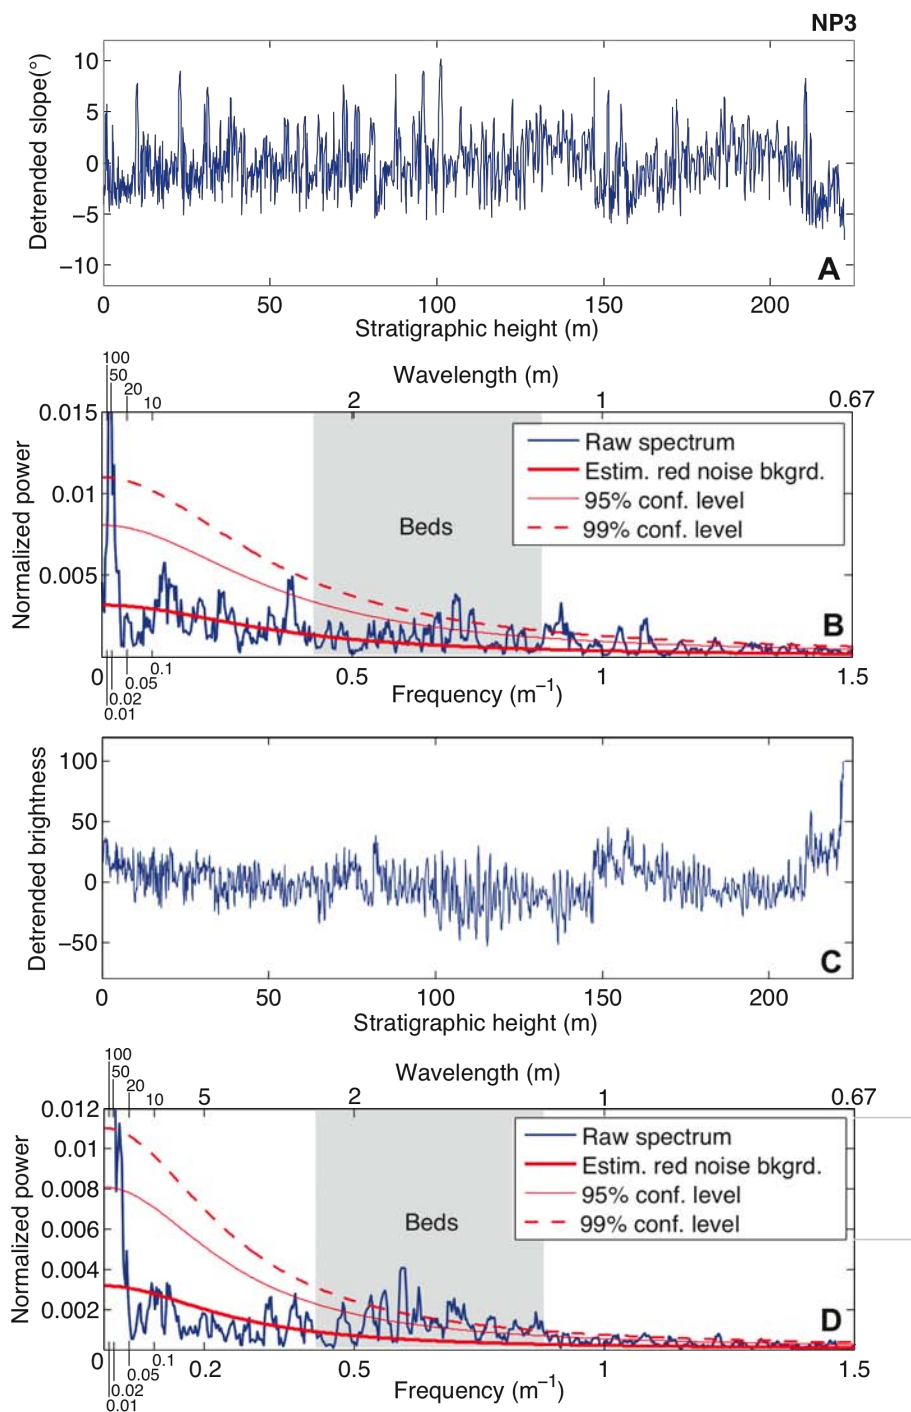 NP3
Detrended slope(°)
10
5
0
−5
−10
A
0 50 100 150 200
Stratigraphic height (m)
Wavelength (m)
100
50
20
10
2 1 0.67
Normalized power
0.015
0.01
0.005
Raw spectrum
Estim. red noise bkgrd.
95% conf. level
99% conf. level
Beds
B
0 0.5 1 1.5
0.1
0.05
0.02
0.01
Frequency (m−1)
Detrended brightness
100
50
0
−50
C
0 50 100 150 200
Stratigraphic height (m)
Wavelength (m)
100
50
20
10 5 2 1 0.67
Normalized power
0.012
0.01
0.008
0.006
0.004
0.002
Raw spectrum
Estim. red noise bkgrd.
95% conf. level
99% conf. level
Beds
D
0 0.2 0.5 1 1.5
0.1
0.05
0.02
0.01
Frequency (m−1)